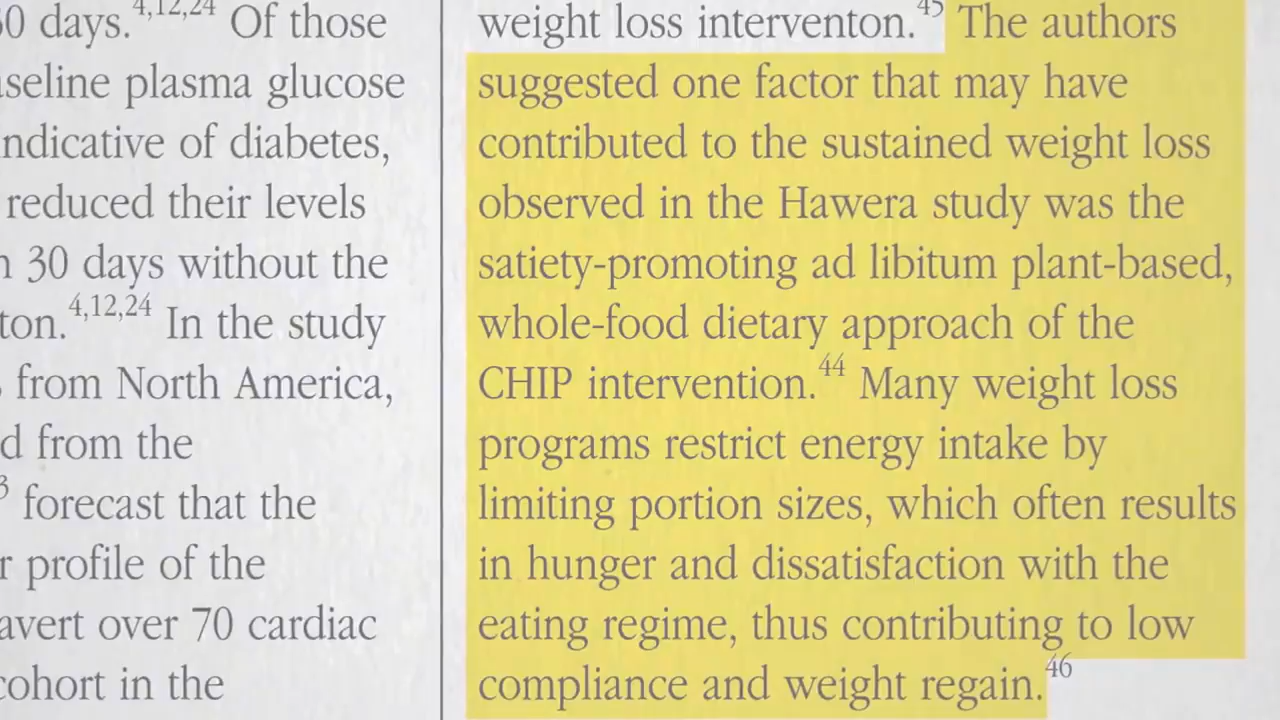 0 days.4,12,24 Of those
seline plasma glucose
ndicative of diabetes,
reduced their levels
30 days without the
ton.4,12,24 In the study
from North America,
d from the
3 forecast that the
r profile of the
avert over 70 cardiac
cohort in the
weight loss interventon.45 The authors
suggested one factor that may have
contributed to the sustained weight loss
observed in the Hawera study was the
satiety-promoting ad libitum plant-based,
whole-food dietary approach of the
CHIP intervention.44 Many weight loss
programs restrict energy intake by
limiting portion sizes, which often results
in hunger and dissatisfaction with the
eating regime, thus contributing to low
compliance and weight regain.46